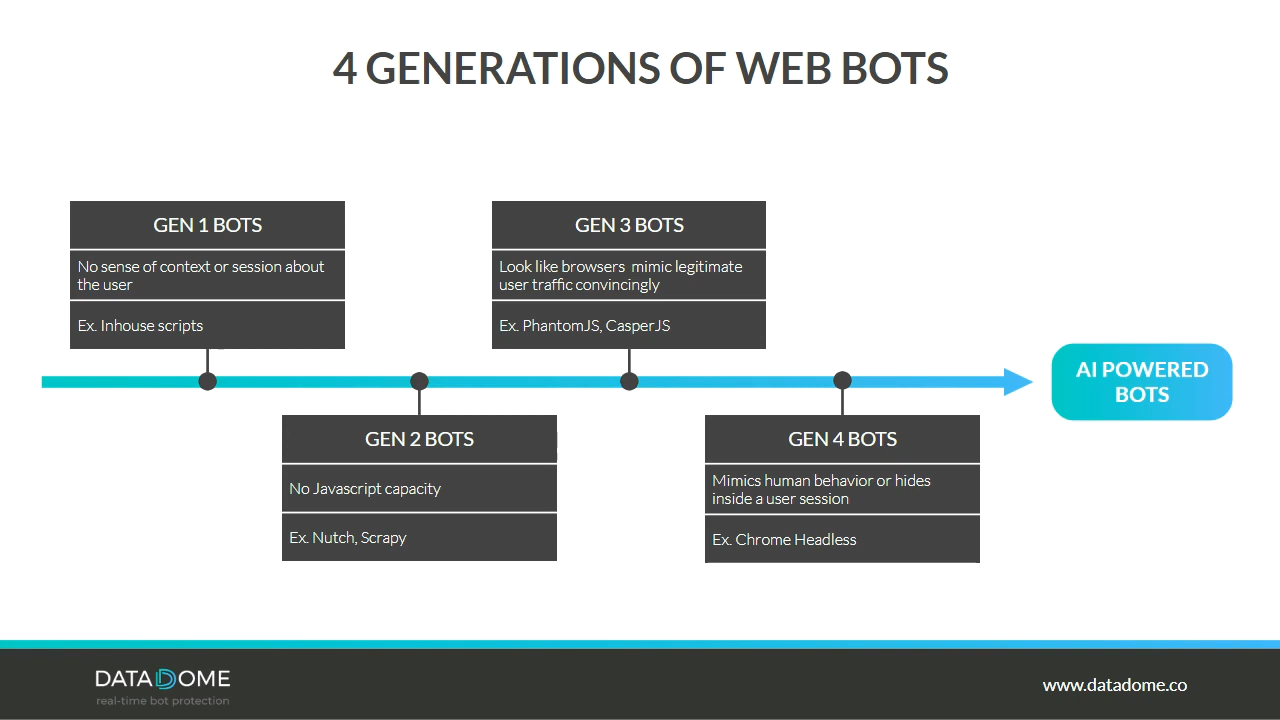 4 GENERATIONS OF WEB BOTS
GEN 1 BOTS
No sense of context or session about
the user
Ex. Inhouse scripts
GEN 2 BOTS
No Javascript capacity
Ex. Nutch, Scrapy
GEN 3 BOTS
Look like browsers mimic legitimate
user traffic convincingly
Ex. PhantomJS, CasperJS
GEN 4 BOTS
Mimics human behavior or hides
inside a user session
Ex. Chrome Headless
AI POWERED
BOTS
DATADOME
real-time bot protection
www.datadome.co